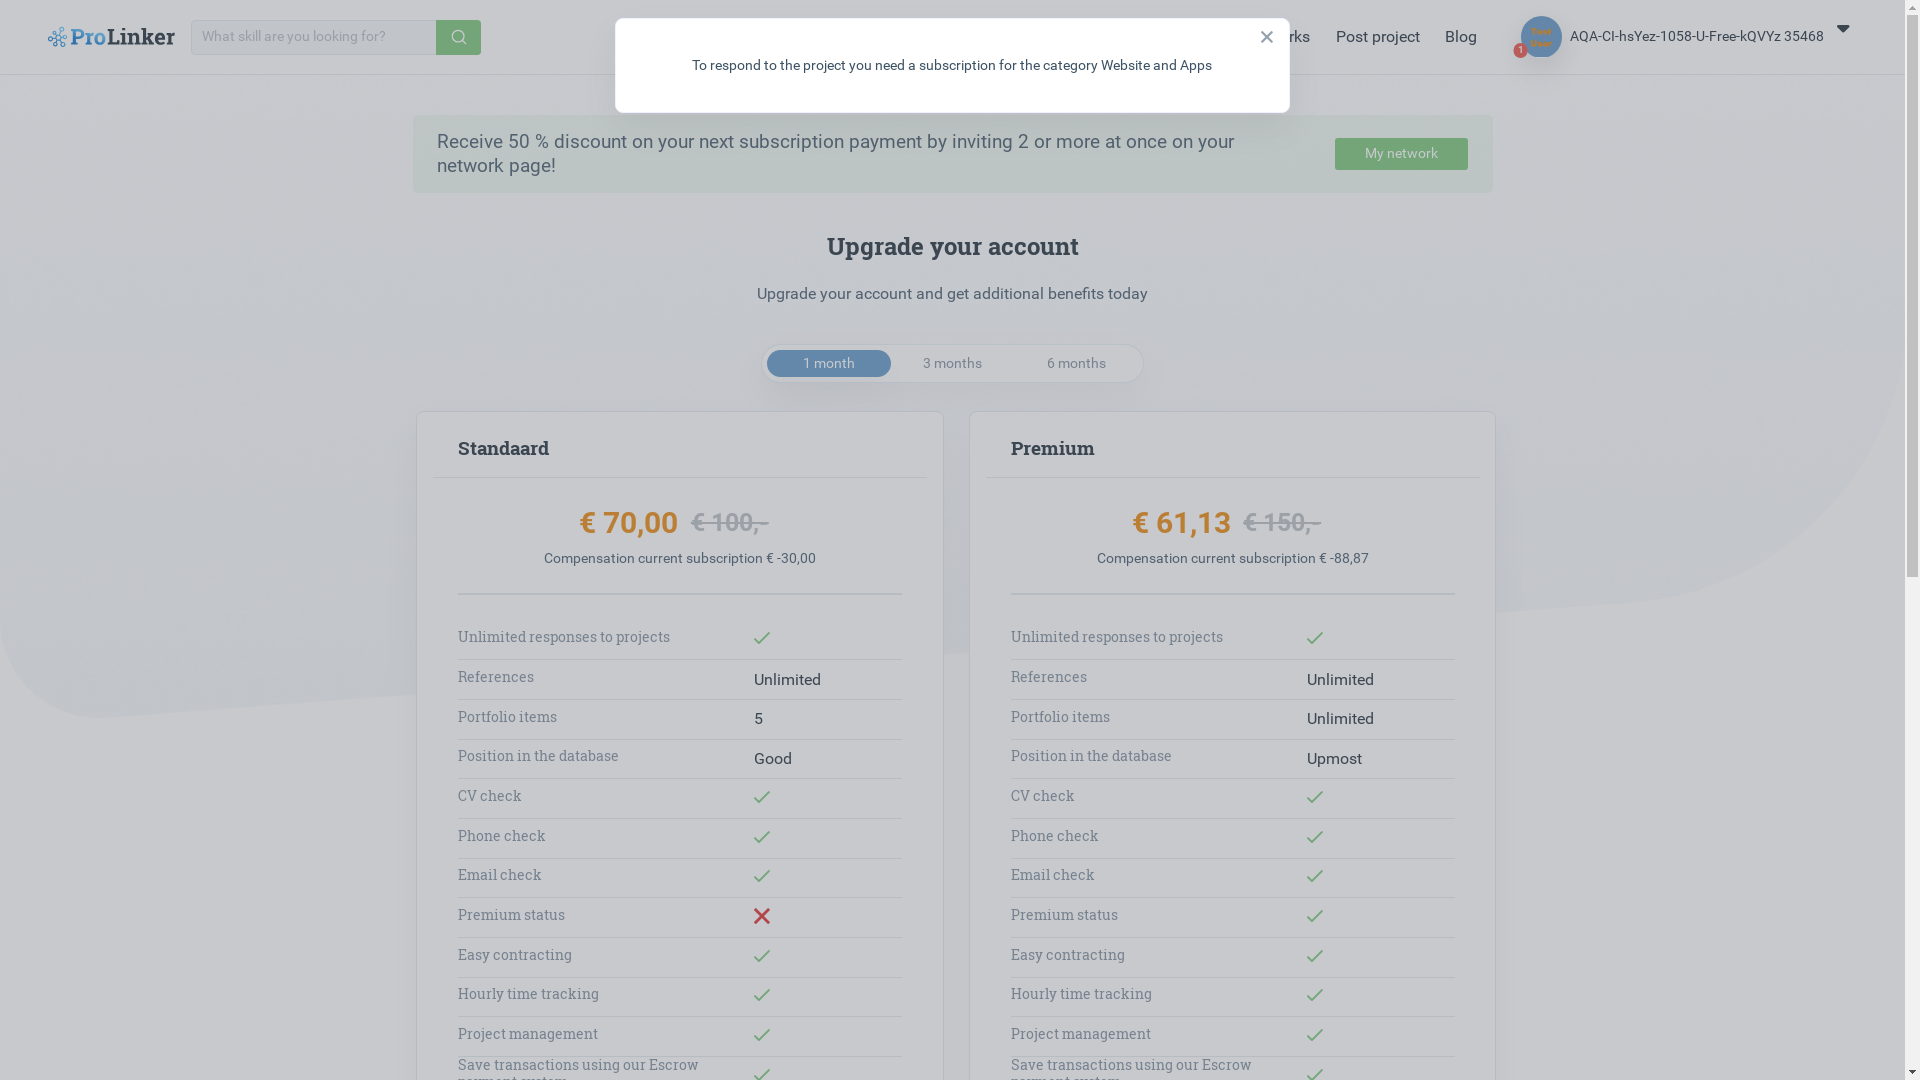 ProLinker
What skill are you looking for?
rks
Post project
Blog
1
AQA-CI-hsYez-1058-U-Free-kQVYz 35468
To respond to the project you need a subscription for the category Website and Apps
Receive 50 % discount on your next subscription payment by inviting 2 or more at once on your
network page!
My network
Upgrade your account
Upgrade your account and get additional benefits today
1 month
3 months
6 months
Standaard
€ 70,00 € 100,-
Compensation current subscription € -30,00
Unlimited responses to projects
References Unlimited
Portfolio items 5
Position in the database Good
CV check
Phone check
Email check
Premium status
Easy contracting
Hourly time tracking
Project management
Save transactions using our Escrow
payment system
Premium
€ 61,13 € 150,-
Compensation current subscription € -88,87
Unlimited responses to projects
References Unlimited
Portfolio items Unlimited
Position in the database Upmost
CV check
Phone check
Email check
Premium status
Easy contracting
Hourly time tracking
Project management
Save transactions using our Escrow
payment system